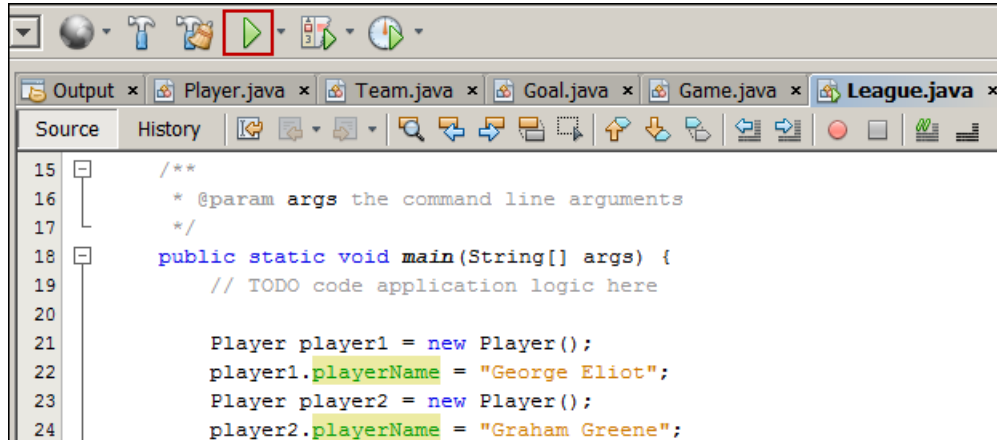 Output × Player.java × Team.java × Goal.java × Game.java × League.java ×
Source History
15 /**
16 * @param args the command line arguments
17 */
18 public static void main(String[] args) {
19 // TODO code application logic here
20
21 Player player1 = new Player();
22 player1.playerName = "George Eliot";
23 Player player2 = new Player();
24 player2.playerName = "Graham Greene";